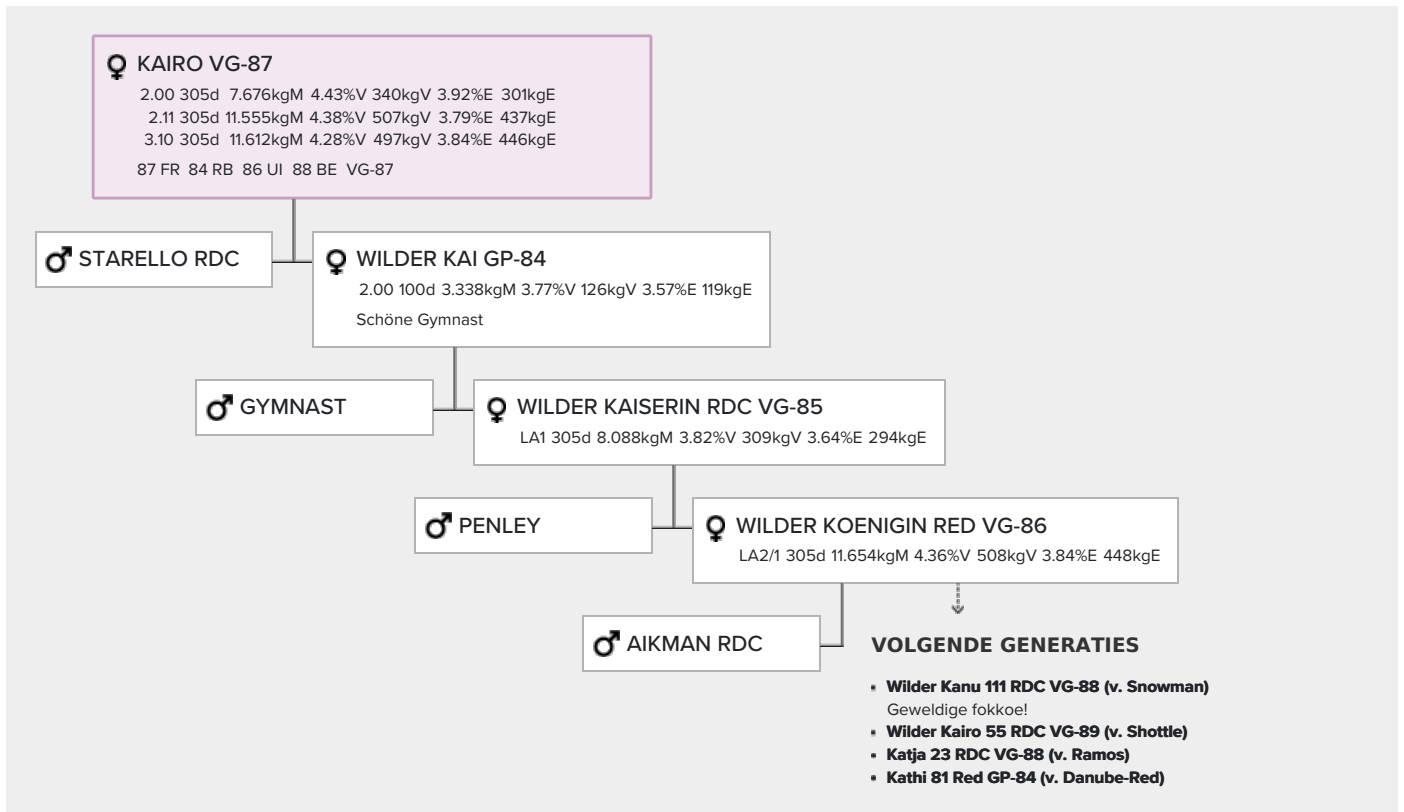 KAIRO VG-87
2.00 305d 7.676kgM 4.43%V 340kgV 3.92%E 301kgE
2.11 305d 11.555kgM 4.38%V 507kgV 3.79%E 437kgE
3.10 305d 11.612kgM 4.28%V 497kgV 3.84%E 446kgE
87 FR 84 RB 86 UI 88 BE VG-87
STARELLO RDC
WILDER KAI GP-84
2.00 100d 3.338kgM 3.77%V 126kgV 3.57%E 119kgE
Schöne Gymnast
GYMNAST
WILDER KAISERIN RDC VG-85
LA1 305d 8.088kgM 3.82%V 309kgV 3.64%E 294kgE
PENLEY
WILDER KOENIGIN RED VG-86
LA2/1 305d 11.654kgM 4.36%V 508kgV 3.84%E 448kgE
AIKMAN RDC
VOLGENDE GENERATIES
Wilder Kanu 111 RDC VG-88 (v. Snowman)
Geweldige fokkoe!
Wilder Kairo 55 RDC VG-89 (v. Shottle)
Katja 23 RDC VG-88 (v. Ramos)
Kathi 81 Red GP-84 (v. Danube-Red)